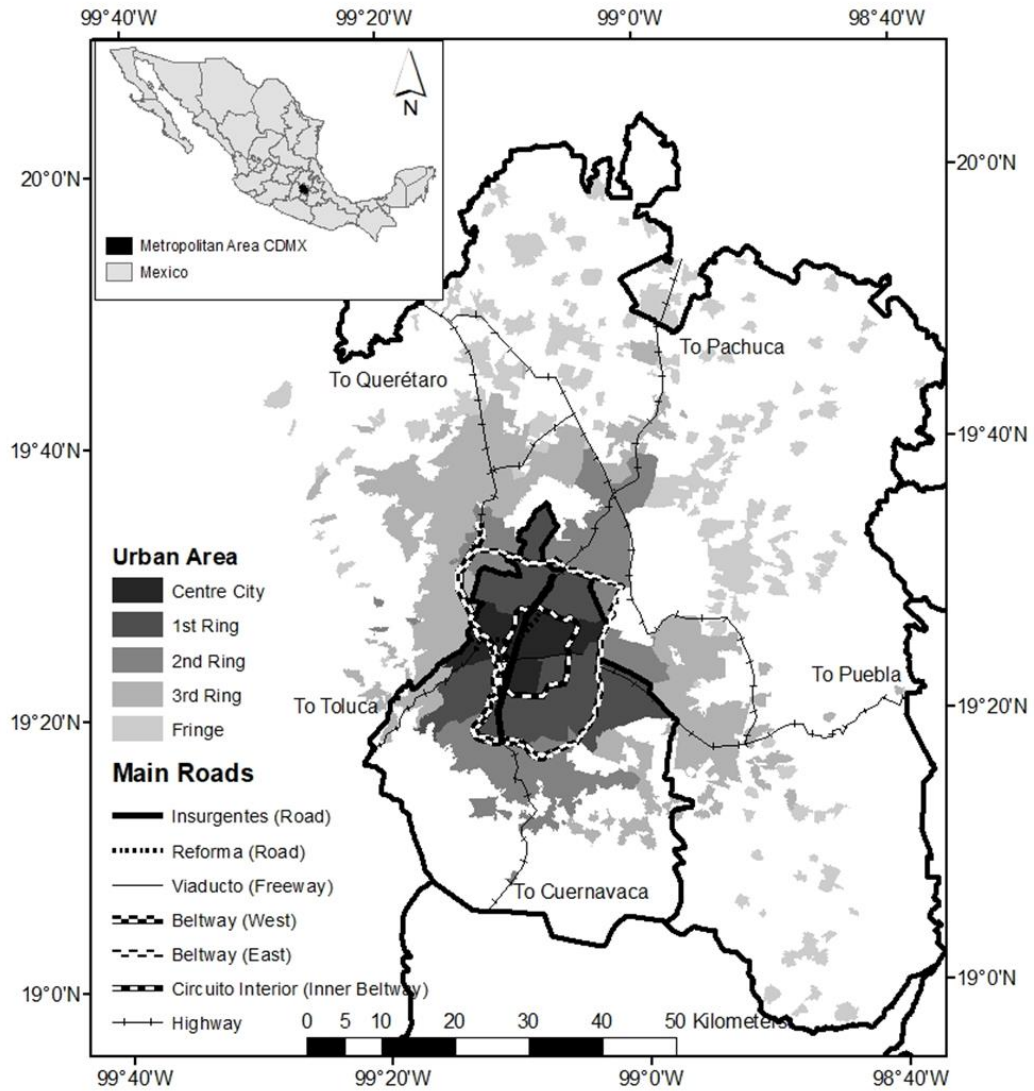 99°40'W 99°20'W 99°0'W 98°40'W
N
Metropolitan Area CDMX
Mexico
20°0'N 20°0'N
To Pachuca
To Querétaro
19°40'N 19°40'N
Urban Area
Centre City
1st Ring
2nd Ring
3rd Ring
Fringe
To Puebla
To Toluca
19°20'N 19°20'N
Main Roads
Insurgentes (Road)
Reforma (Road)
Viaducto (Freeway)
To Cuernavaca
Beltway (West)
Beltway (East)
Circuito Interior (Inner Beltway)
Highway
19°0'N 19°0'N
0 5 10 20 30 40 50 Kilometers
99°40'W 99°20'W 99°0'W 98°40'W